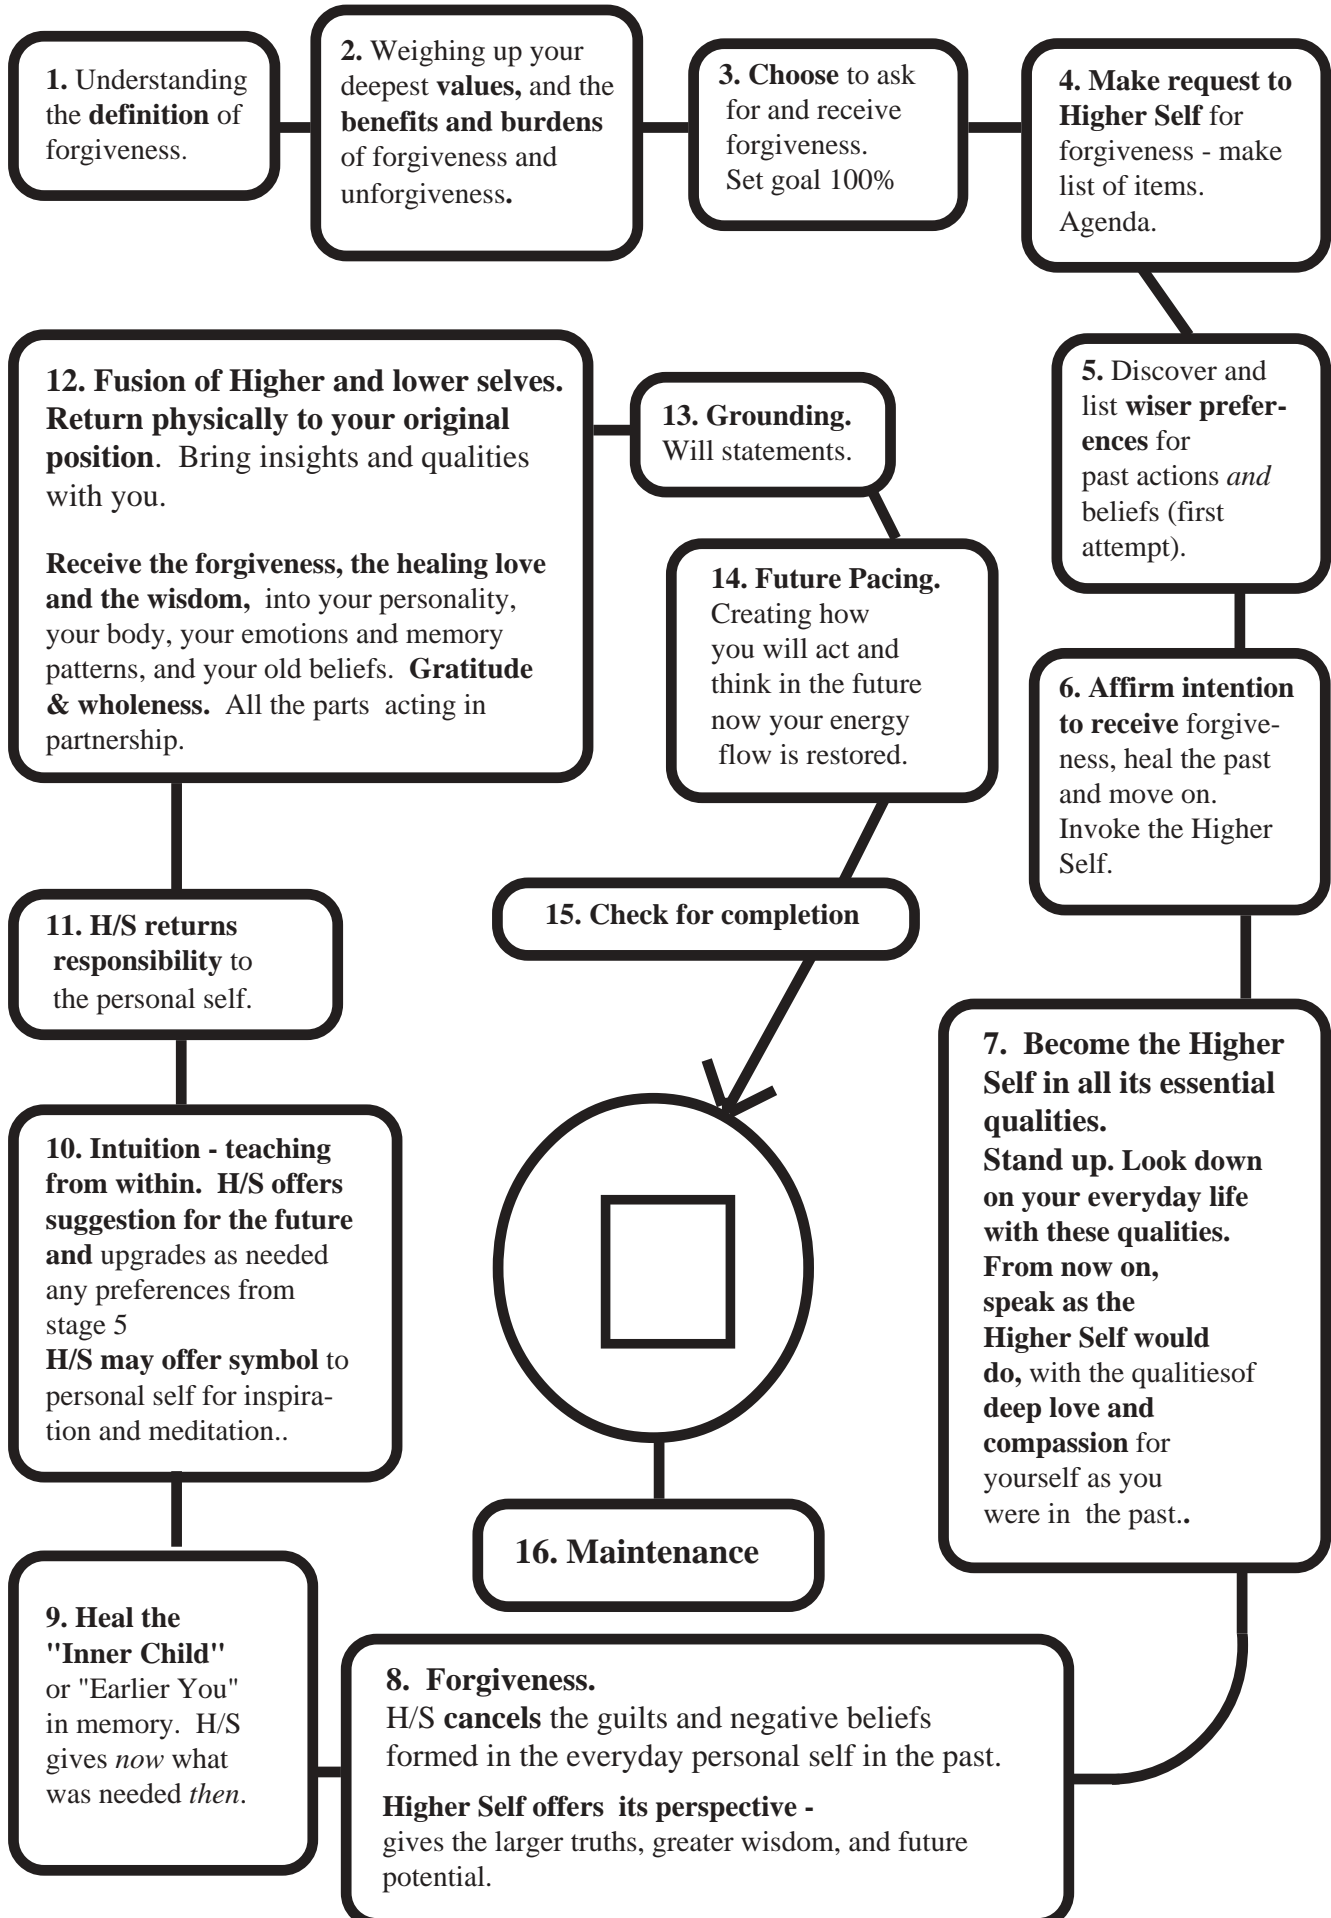 1. Understanding
the definition of
forgiveness.
2. Weighing up your
deepest values, and the
benefits and burdens
of forgiveness and
unforgiveness.
3. Choose to ask
for and receive
forgiveness.
Set goal 100%
4. Make request to
Higher Self for
forgiveness - make
list of items.
Agenda.
5. Discover and
list wiser prefer-
ences for
past actions and
beliefs (first
attempt).
6. Affirm intention
to receive forgive-
ness, heal the past
and move on.
Invoke the Higher
Self.
7. Become the Higher
Self in all its essential
qualities.
Stand up. Look down
on your everyday life
with these qualities.
From now on,
speak as the
Higher Self would
do, with the qualitiesof
deep love and
compassion for
yourself as you
were in the past..
8. Forgiveness.
H/S cancels the guilts and negative beliefs
formed in the everyday personal self in the past.
Higher Self offers its perspective -
gives the larger truths, greater wisdom, and future
potential.
9. Heal the
"Inner Child"
or "Earlier You"
in memory. H/S
gives now what
was needed then.
10. Intuition - teaching
from within. H/S offers
suggestion for the future
and upgrades as needed
any preferences from
stage 5
H/S may offer symbol to
personal self for inspira-
tion and meditation..
11. H/S returns
responsibility to
the personal self.
12. Fusion of Higher and lower selves.
Return physically to your original
position. Bring insights and qualities
with you.
Receive the forgiveness, the healing love
and the wisdom, into your personality,
your body, your emotions and memory
patterns, and your old beliefs. Gratitude
& wholeness. All the parts acting in
partnership.
13. Grounding.
Will statements.
14. Future Pacing.
Creating how
you will act and
think in the future
now your energy
flow is restored.
15. Check for completion
16. Maintenance